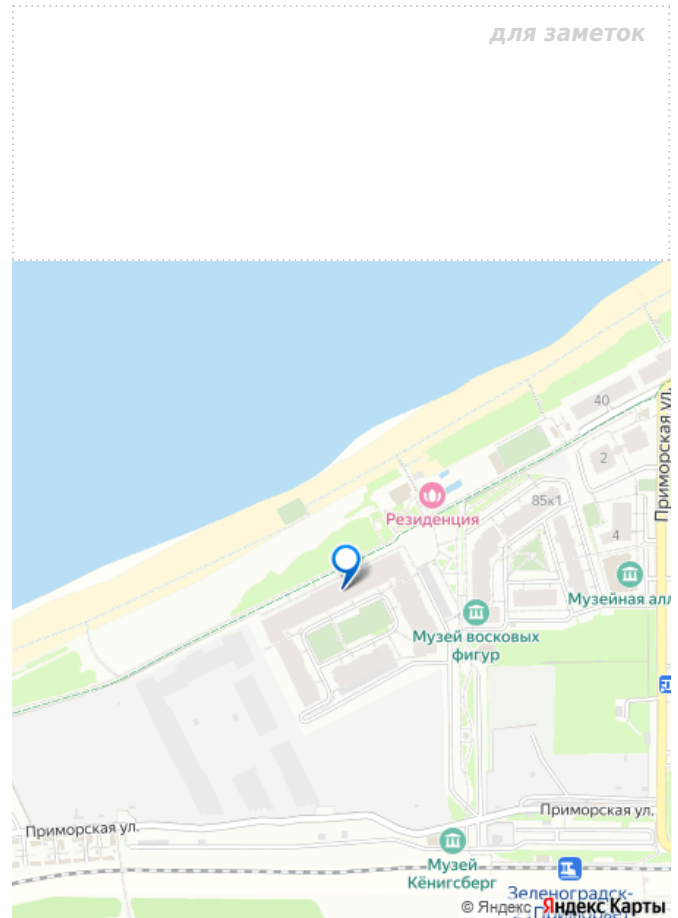 для заметок
40
Приморская ул.
2
85к1
Резиденция
4
Музейная алл
Музей восковых
фигур
Приморская ул.
Приморская ул.
Музей
Кёнигсберг
Зеленоградск-
© Яндекс Яндекс Карты